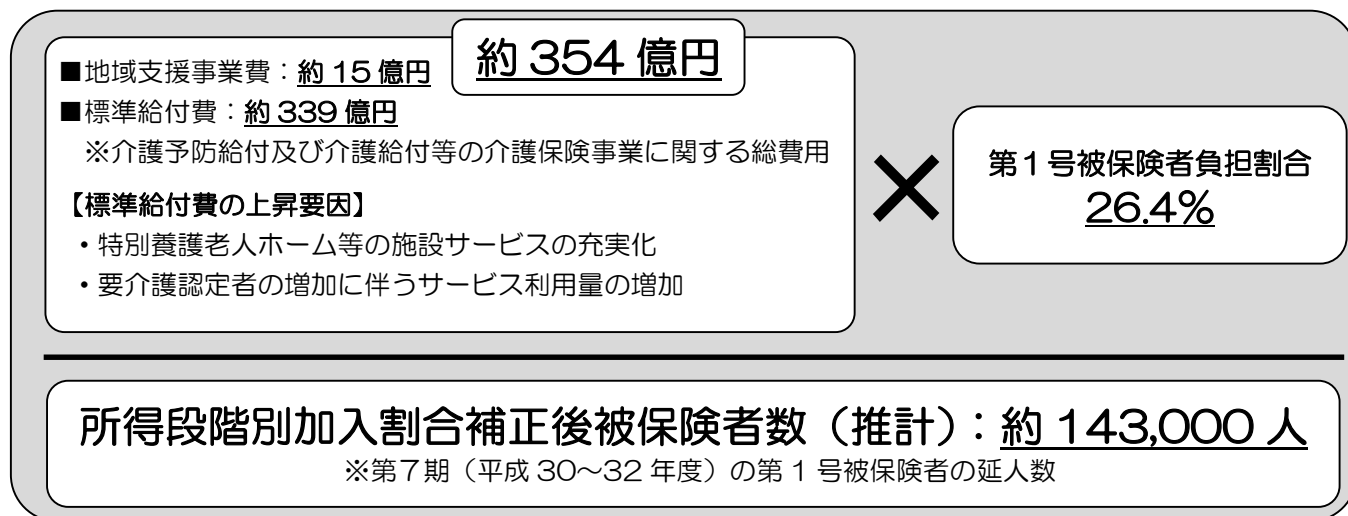 約 354 億円
■地域支援事業費：約 15 億円
■標準給付費：約 339 億円
※介護予防給付及び介護給付等の介護保険事業に関する総費用
【標準給付費の上昇要因】
・特別養護老人ホーム等の施設サービスの充実化
・要介護認定者の増加に伴うサービス利用量の増加
×
第１号被保険者負担割合
26.4%
所得段階別加入割合補正後被保険者数（推計）：約 143,000 人
※第７期（平成 30～32 年度）の第 1 号被保険者の延人数